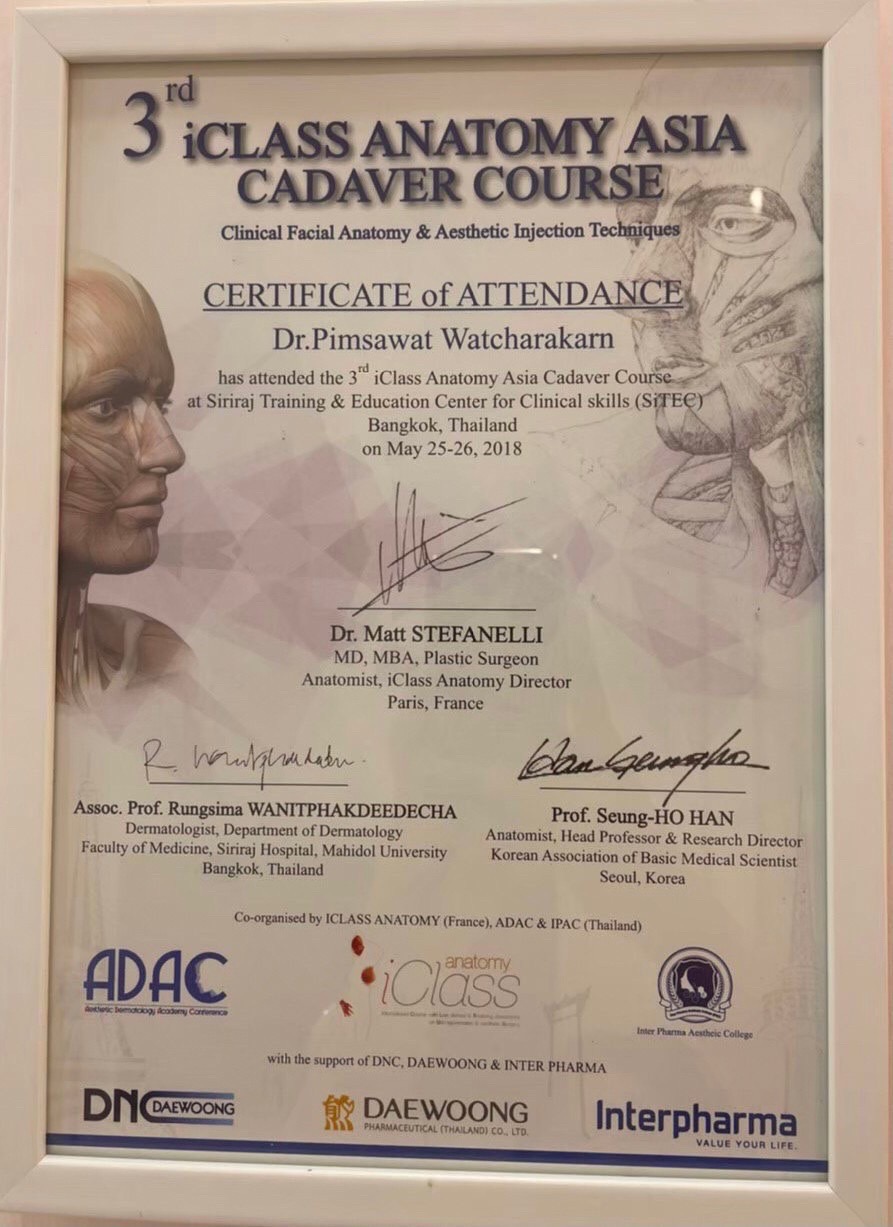 3rd
iCLASS ANATOMY ASIA
CADAVER COURSE
Clinical Facial Anatomy & Aesthetic Injection Techniques
CERTIFICATE of ATTENDANCE
Dr.Pimsawat Watcharakarn
has attended the 3rd iClass Anatomy Asia Cadaver Course
at Siriraj Training & Education Center for Clinical skills (SiTEC)
Bangkok, Thailand
on May 25-26, 2018
Dr. Matt STEFANELLI
MD, MBA, Plastic Surgeon
Anatomist, iClass Anatomy Director
Paris, France
Assoc. Prof. Rungsima WANITPHAKDEEDECHA
Dermatologist, Department of Dermatology
Faculty of Medicine, Siriraj Hospital, Mahidol University
Bangkok, Thailand
Han Seungho
Prof. Seung-HO HAN
Anatomist, Head Professor & Research Director
Korean Association of Basic Medical Scientist
Seoul, Korea
Co-organised by ICLASS ANATOMY (France), ADAC & IPAC (Thailand)
ADAC
Aesthetic Dermatology Academy Conference
anatomy
iClass
Inter Pharma Aestheic College
with the support of DNC, DAEWOONG & INTER PHARMA
DNC DAEWOONG
DAEWOONG
PHARMACEUTICAL (THAILAND) CO., LTD.
Interpharma
VALUE YOUR LIFE.